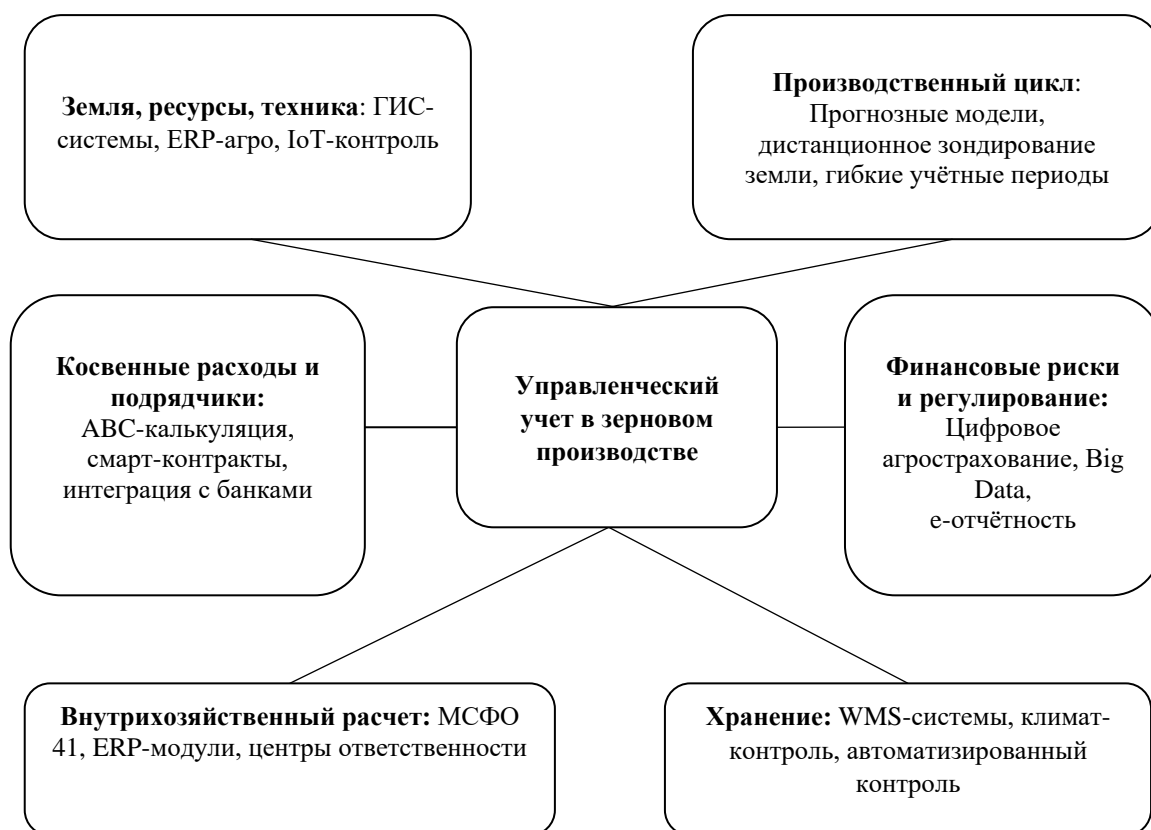 Земля, ресурсы, техника: ГИС-
системы, ERP-агро, IoT-контроль
Производственный цикл:
Прогнозные модели,
дистанционное зондирование
земли, гибкие учётные периоды
Косвенные расходы и
подрядчики:
ABC-калькуляция,
смарт-контракты,
интеграция с банками
Управленческий
учет в зерновом
производстве
Финансовые риски
и регулирование:
Цифровое
агрострахование, Big
Data,
е-отчётность
Внутрихозяйственный расчет: МСФО
41, ERP-модули, центры ответственности
Хранение: WMS-системы, климат-
контроль, автоматизированный
контроль